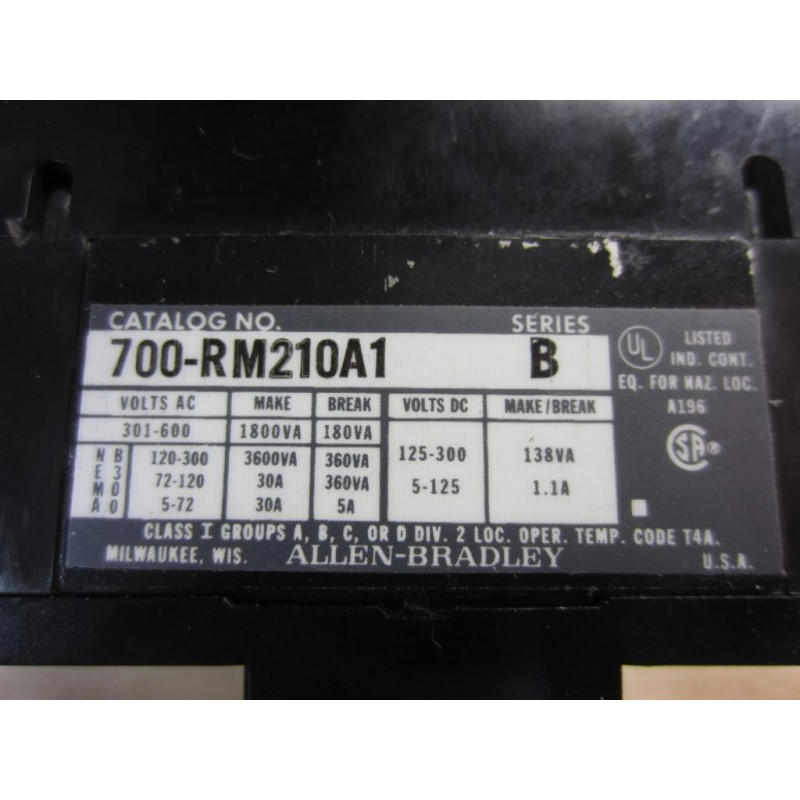 CATALOG NO. SERIES
700-RM210A1 B
UL LISTED
IND. CONT.
EQ. FOR HAZ. LOC.
A196
SA ®
VOLTS AC MAKE BREAK VOLTS DC MAKE/BREAK
301-600 1800VA 180VA
NEMA B300
120-300 3600VA 360VA 125-300 138VA
72-120 30A 360VA
5-72 30A 5A 5-125 1.1A
CLASS I GROUPS A, B, C, OR D DIV. 2 LOC. OPER. TEMP. CODE T4A.
MILWAUKEE, WIS. ALLEN-BRADLEY U.S.A.